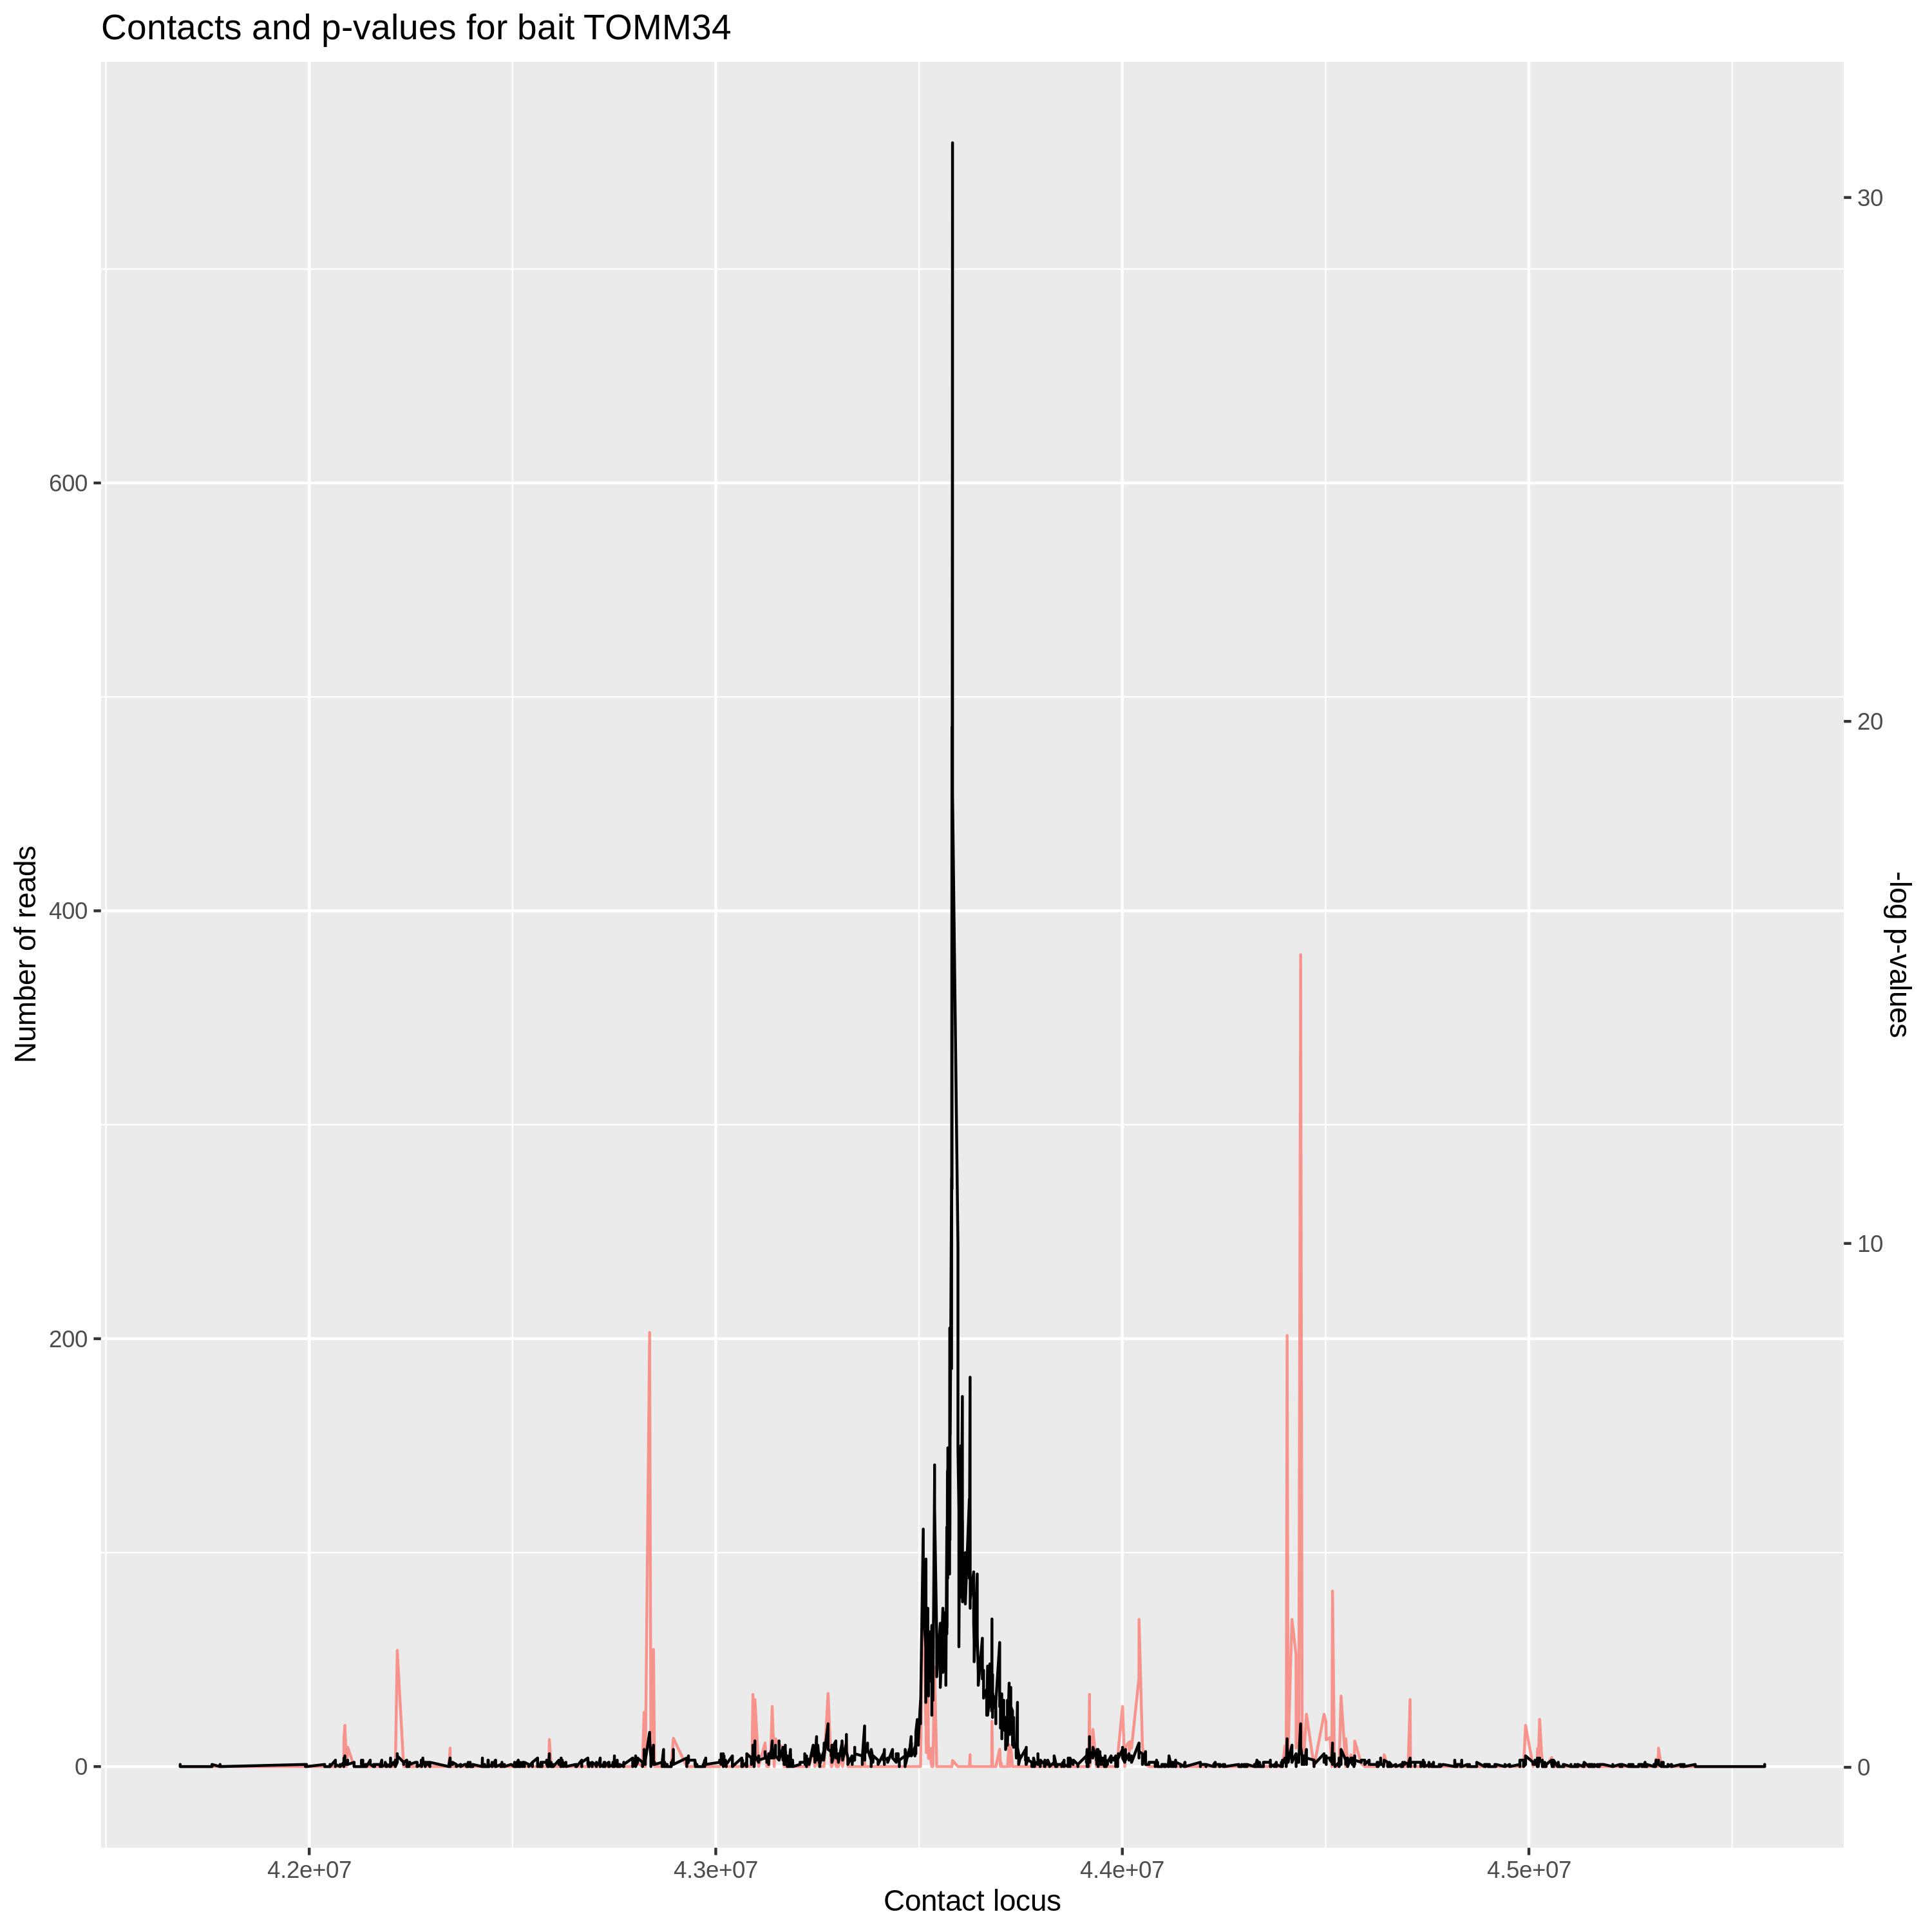 Contacts and p-values for bait TOMM34
600
400
200
0
Number of reads
30
20
10
0
-log p-values
4.2e+07
4.3e+07
4.4e+07
4.5e+07
Contact locus